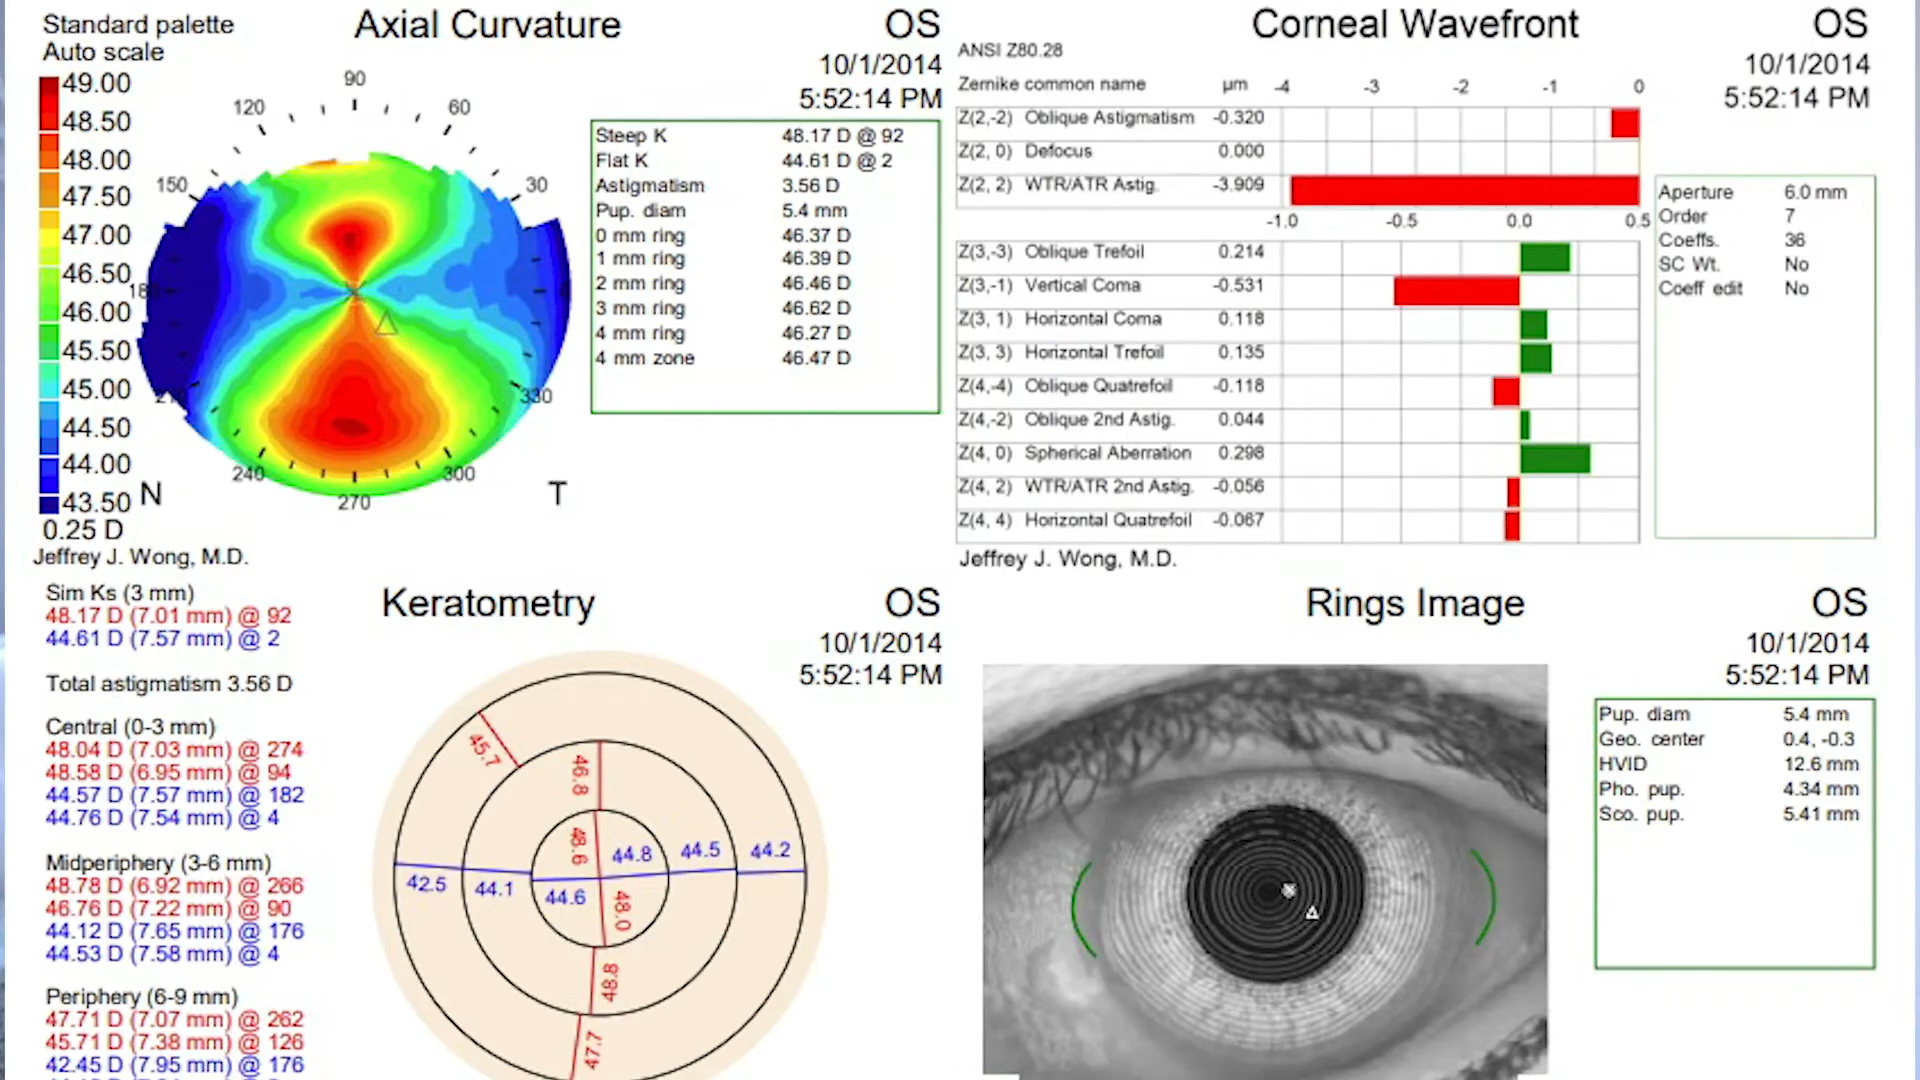 Standard palette
Auto scale
Axial Curvature
OS
10/1/2014
5:52:14 PM
49.00
48.50
48.00
47.50
47.00
46.50
46.00
45.50
45.00
44.50
44.00
43.50
0.25 D
90
120
60
150
30
330
240
300
270
N
T
Steep K 48.17 D @ 92
Flat K 44.61 D @ 2
Astigmatism 3.56 D
Pup. diam 5.4 mm
0 mm ring 46.37 D
1 mm ring 46.39 D
2 mm ring 46.46 D
3 mm ring 46.62 D
4 mm ring 46.27 D
4 mm zone 46.47 D
Jeffrey J. Wong, M.D.
Corneal Wavefront
OS
10/1/2014
5:52:14 PM
ANSI Z80.28
Zernike common name µm -4 -3 -2 -1 0
Z(2,-2) Oblique Astigmatism -0.320
Z(2, 0) Defocus 0.000
Z(2, 2) WTR/ATR Astig. -3.909
-1.0 -0.5 0.0 0.5
Z(3,-3) Oblique Trefoil 0.214
Z(3,-1) Vertical Coma -0.531
Z(3, 1) Horizontal Coma 0.118
Z(3, 3) Horizontal Trefoil 0.135
Z(4,-4) Oblique Quatrefoil -0.118
Z(4,-2) Oblique 2nd Astig. 0.044
Z(4, 0) Spherical Aberration 0.298
Z(4, 2) WTR/ATR 2nd Astig. -0.056
Z(4, 4) Horizontal Quatrefoil -0.067
Aperture 6.0 mm
Order 7
Coeffs. 36
SC Wt. No
Coeff edit No
Jeffrey J. Wong, M.D.
Sim Ks (3 mm)
48.17 D (7.01 mm) @ 92
44.61 D (7.57 mm) @ 2
Total astigmatism 3.56 D
Central (0-3 mm)
48.04 D (7.03 mm) @ 274
48.58 D (6.95 mm) @ 94
44.57 D (7.57 mm) @ 182
44.76 D (7.54 mm) @ 4
Midperiphery (3-6 mm)
48.78 D (6.92 mm) @ 266
46.76 D (7.22 mm) @ 90
44.12 D (7.65 mm) @ 176
44.53 D (7.58 mm) @ 4
Periphery (6-9 mm)
47.71 D (7.07 mm) @ 262
45.71 D (7.38 mm) @ 126
42.45 D (7.95 mm) @ 176
Keratometry
OS
10/1/2014
5:52:14 PM
45.7
46.8
48.6
44.8
44.5
44.2
42.5
44.1
44.6
48.0
48.8
47.7
Rings Image
OS
10/1/2014
5:52:14 PM
Pup. diam 5.4 mm
Geo. center 0.4, -0.3
HVID 12.6 mm
Pho. pup. 4.34 mm
Sco. pup. 5.41 mm